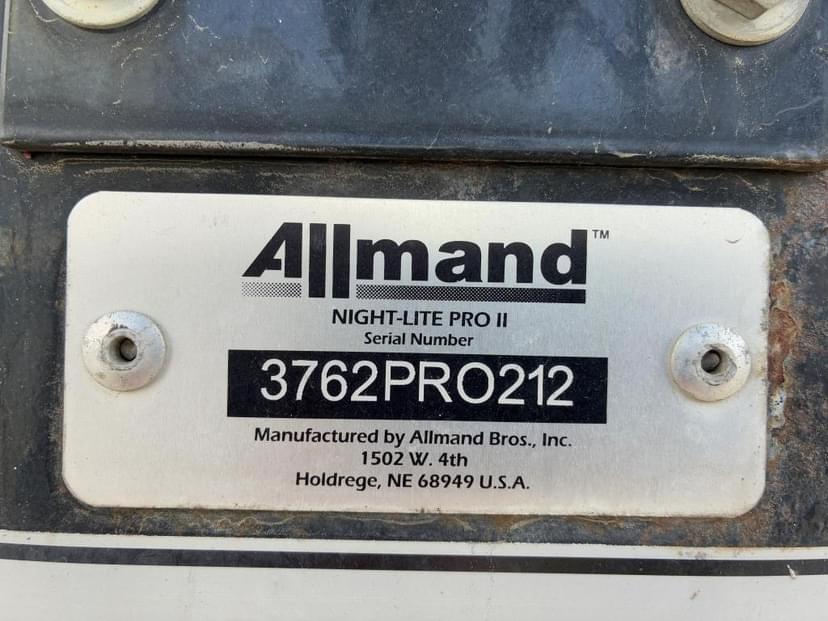 Allmand™
NIGHT-LITE PRO II
Serial Number
3762PRO212
Manufactured by Allmand Bros., Inc.
1502 W. 4th
Holdrege, NE 68949 U.S.A.